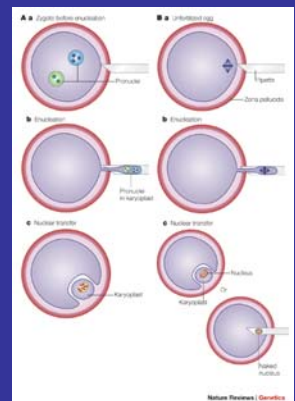 A a Zygote before enucleation
Pronuclei
b Enucleation
Pronuclei
in karyoplast
c Nuclear transfer
Karyoplast
B a Unfertilized egg
Pipette
Zona pellucida
b Enucleation
c Nuclear transfer
Nucleus
Karyoplast
Or
Naked
nucleus
Nature Reviews | Genetics